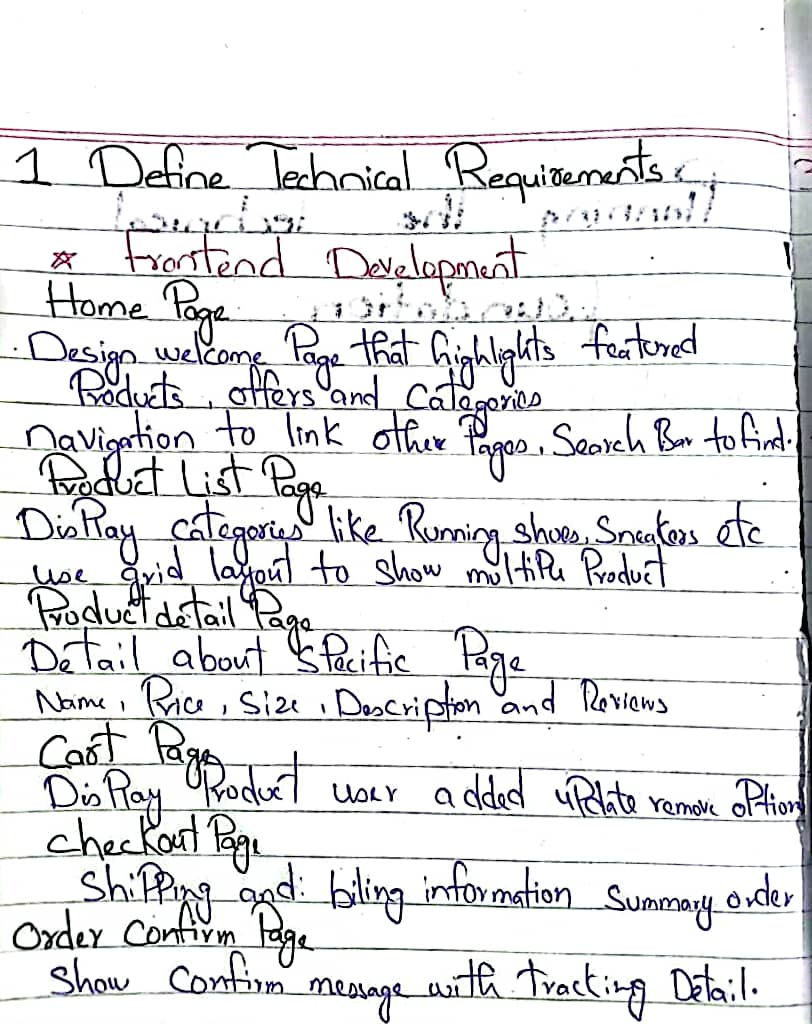 1 Define Technical Requirements
☆ Frontend Development
Home Page
. Design welcome Page that highlights featured
Products, offers and Categories
navigation to link other Pages, Search Bar to find.
Product List Page
Display categories like Running shoes, Sneakers etc
use grid layout to show multiple Product
Product detail Page
Detail about Specific Page
Name, Price, Size, Description and Reviews
Cart Page
Display Product user added update remove option
checkout Page
Shipping and: biling information Summary order
Order Confirm Page
Show Confirm message with tracking Detail.